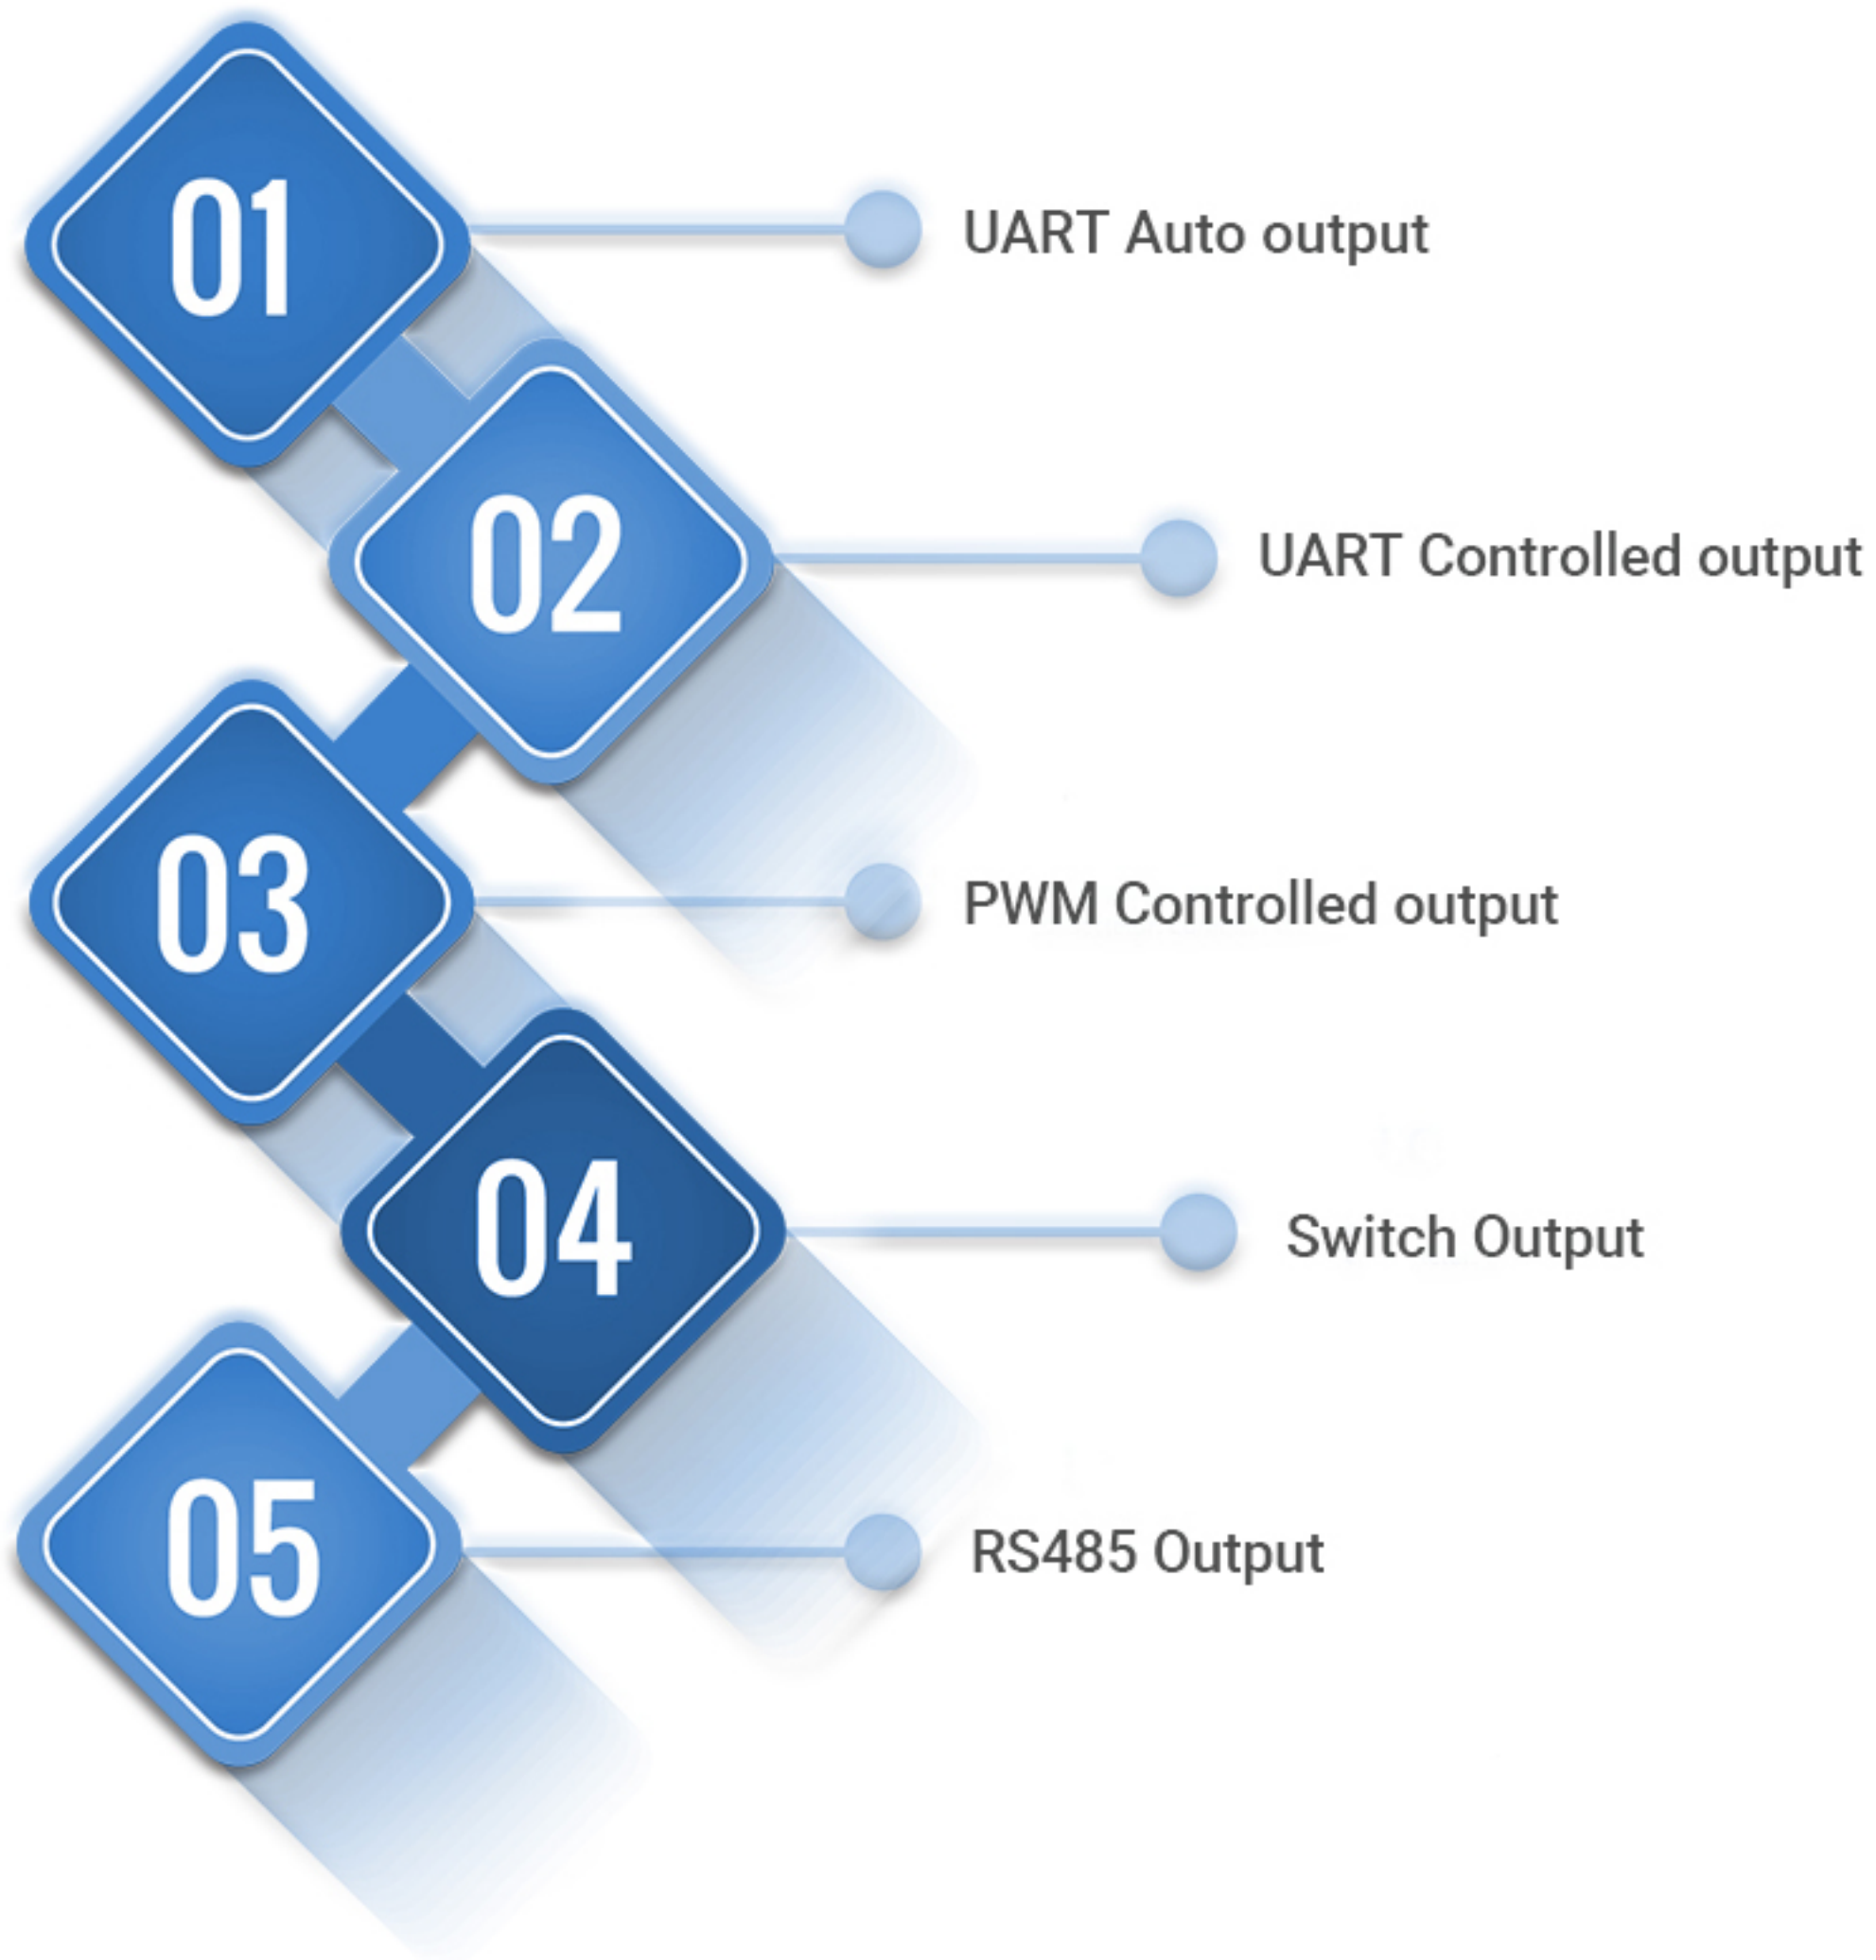 01
UART Auto output
02
UART Controlled output
03
PWM Controlled output
04
Switch Output
05
RS485 Output